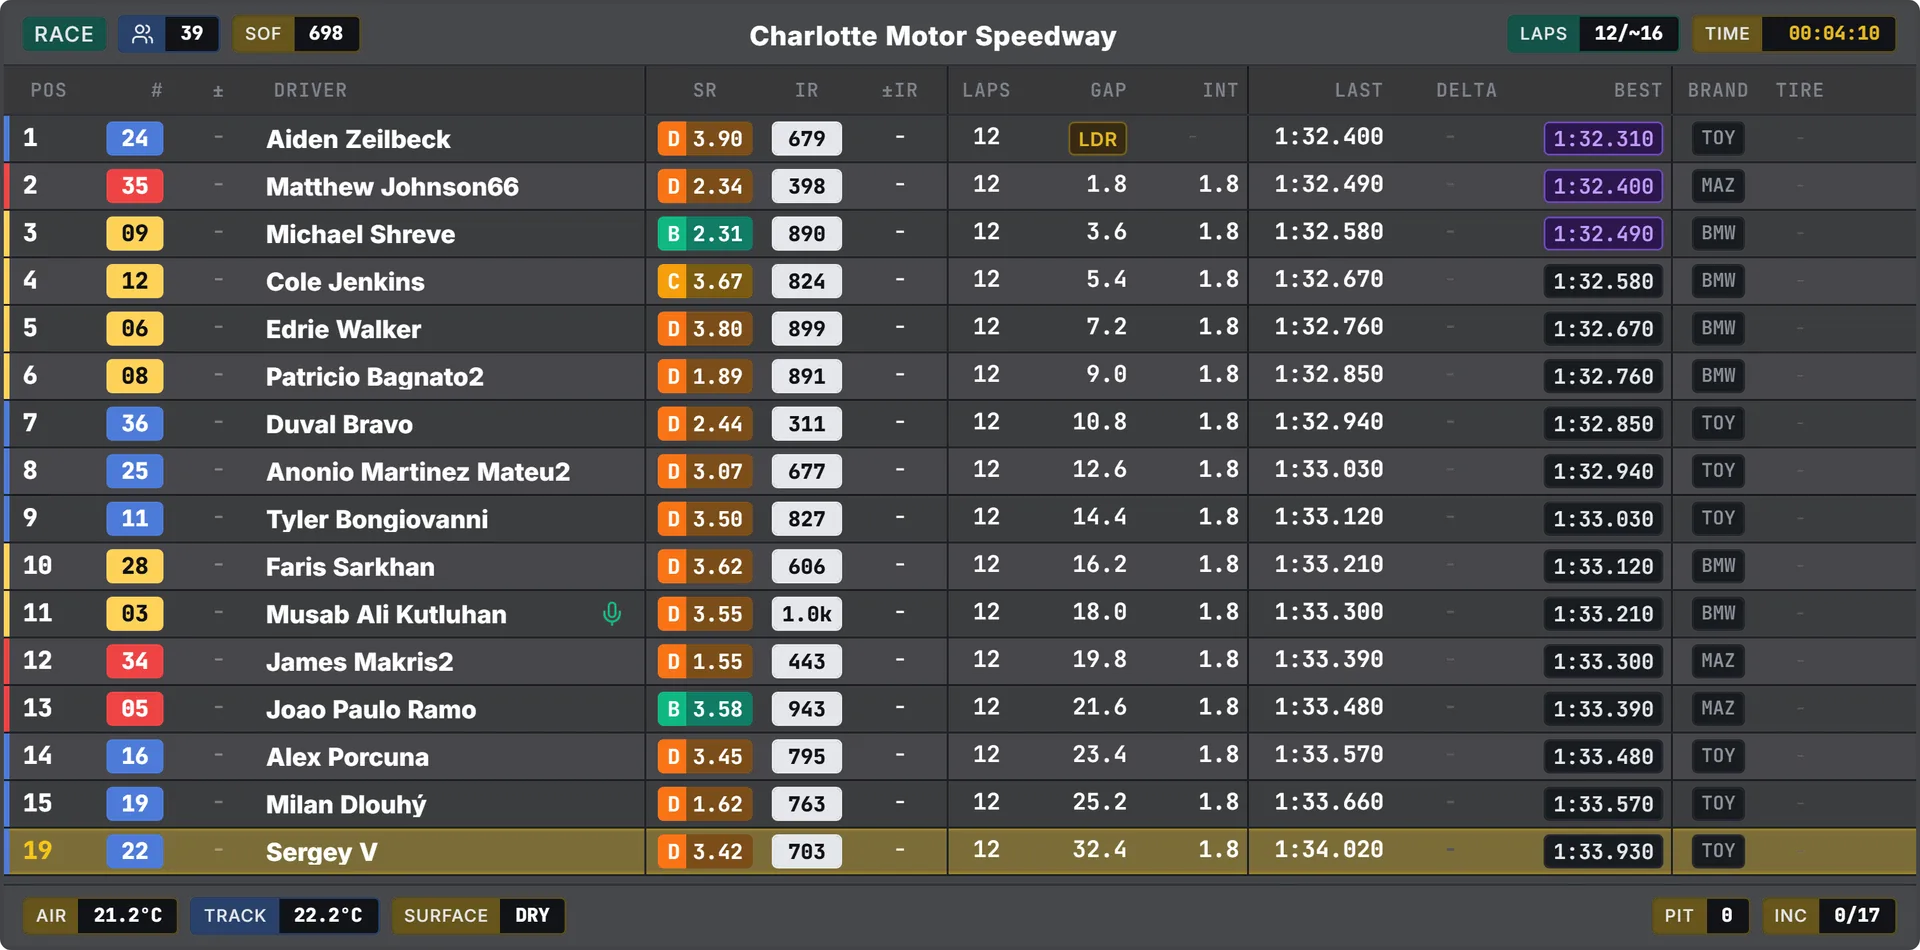 RACE 39 SOF 698 Charlotte Motor Speedway LAPS 12/~16 TIME 00:04:10
POS # ± DRIVER SR IR ±IR LAPS GAP INT LAST DELTA BEST BRAND TIRE
1 24 - Aiden Zeilbeck D 3.90 679 - 12 LDR - 1:32.400 - 1:32.310 TOY -
2 35 - Matthew Johnson66 D 2.34 398 - 12 1.8 1.8 1:32.490 - 1:32.400 MAZ -
3 09 - Michael Shreve B 2.31 890 - 12 3.6 1.8 1:32.580 - 1:32.490 BMW -
4 12 - Cole Jenkins C 3.67 824 - 12 5.4 1.8 1:32.670 - 1:32.580 BMW -
5 06 - Edrie Walker D 3.80 899 - 12 7.2 1.8 1:32.760 - 1:32.670 BMW -
6 08 - Patricio Bagnato2 D 1.89 891 - 12 9.0 1.8 1:32.850 - 1:32.760 BMW -
7 36 - Duval Bravo D 2.44 311 - 12 10.8 1.8 1:32.940 - 1:32.850 TOY -
8 25 - Anonio Martinez Mateu2 D 3.07 677 - 12 12.6 1.8 1:33.030 - 1:32.940 TOY -
9 11 - Tyler Bongiovanni D 3.50 827 - 12 14.4 1.8 1:33.120 - 1:33.030 TOY -
10 28 - Faris Sarkhan D 3.62 606 - 12 16.2 1.8 1:33.210 - 1:33.120 BMW -
11 03 - Musab Ali Kutluhan D 3.55 1.0k - 12 18.0 1.8 1:33.300 - 1:33.210 BMW -
12 34 - James Makris2 D 1.55 443 - 12 19.8 1.8 1:33.390 - 1:33.300 MAZ -
13 05 - Joao Paulo Ramo B 3.58 943 - 12 21.6 1.8 1:33.480 - 1:33.390 MAZ -
14 16 - Alex Porcuna D 3.45 795 - 12 23.4 1.8 1:33.570 - 1:33.480 TOY -
15 19 - Milan Dlouhý D 1.62 763 - 12 25.2 1.8 1:33.660 - 1:33.570 TOY -
19 22 - Sergey V D 3.42 703 - 12 32.4 1.8 1:34.020 - 1:33.930 TOY
AIR 21.2°C TRACK 22.2°C SURFACE DRY PIT 0 INC 0/17